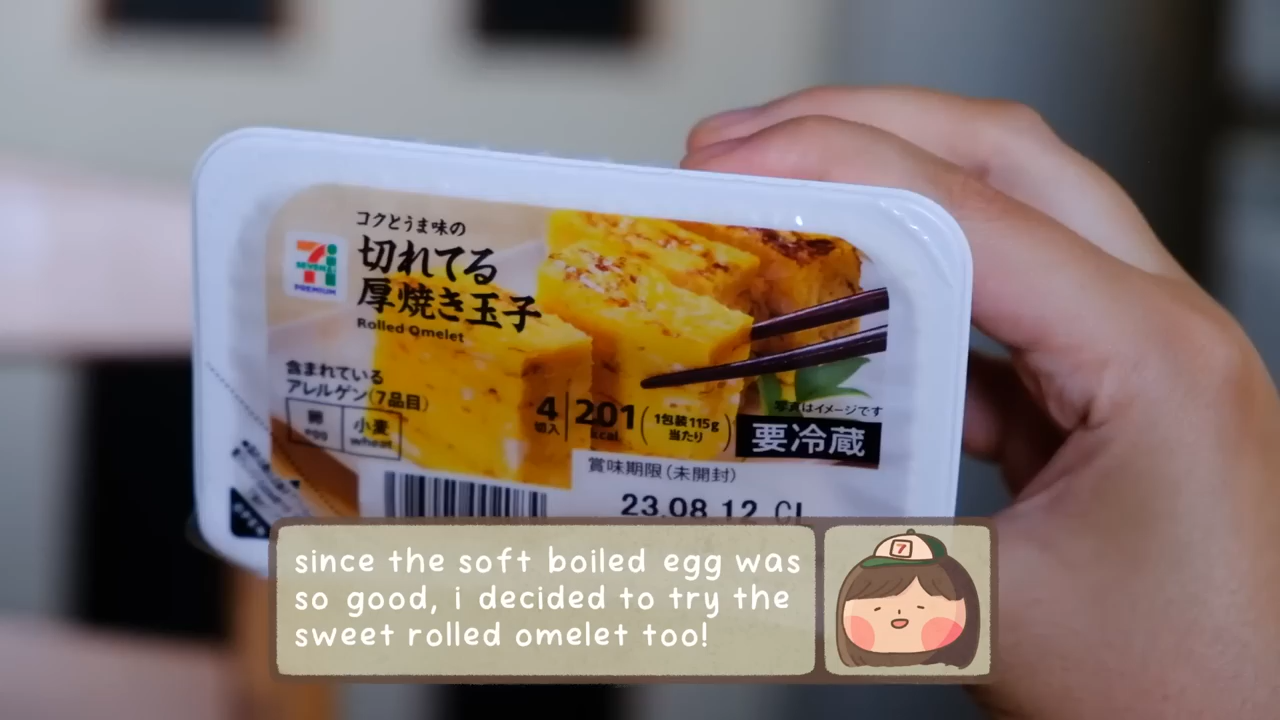 コクとうま味の
切れてる
厚焼き玉子
Rolled Omelet
7
SEVEN
PREMIUM
含まれている
アレルゲン(7品目)
卵
egg
小麦
wheat
4
切入
201
kcal
1包装115g
当たり
写真はイメージです
要冷蔵
賞味期限(未開封)
23.08.12
since the soft boiled egg was
so good, i decided to try the
sweet rolled omelet too!
7